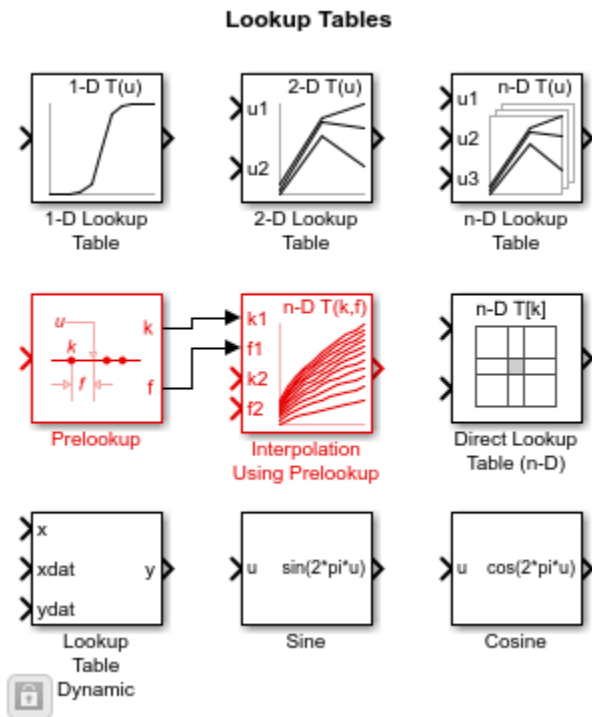 Lookup Tables
1-D T(u)
1-D Lookup
Table
2-D T(u)
u1
u2
2-D Lookup
Table
n-D T(u)
u1
u2
u3
n-D Lookup
Table
u
k
f
k
f
Prelookup
n-D T(k,f)
k1
f1
k2
f2
Interpolation
Using Prelookup
n-D T[k]
Direct Lookup
Table (n-D)
x
xdat
ydat
y
Lookup
Table
Dynamic
u sin(2*pi*u)
Sine
u cos(2*pi*u)
Cosine